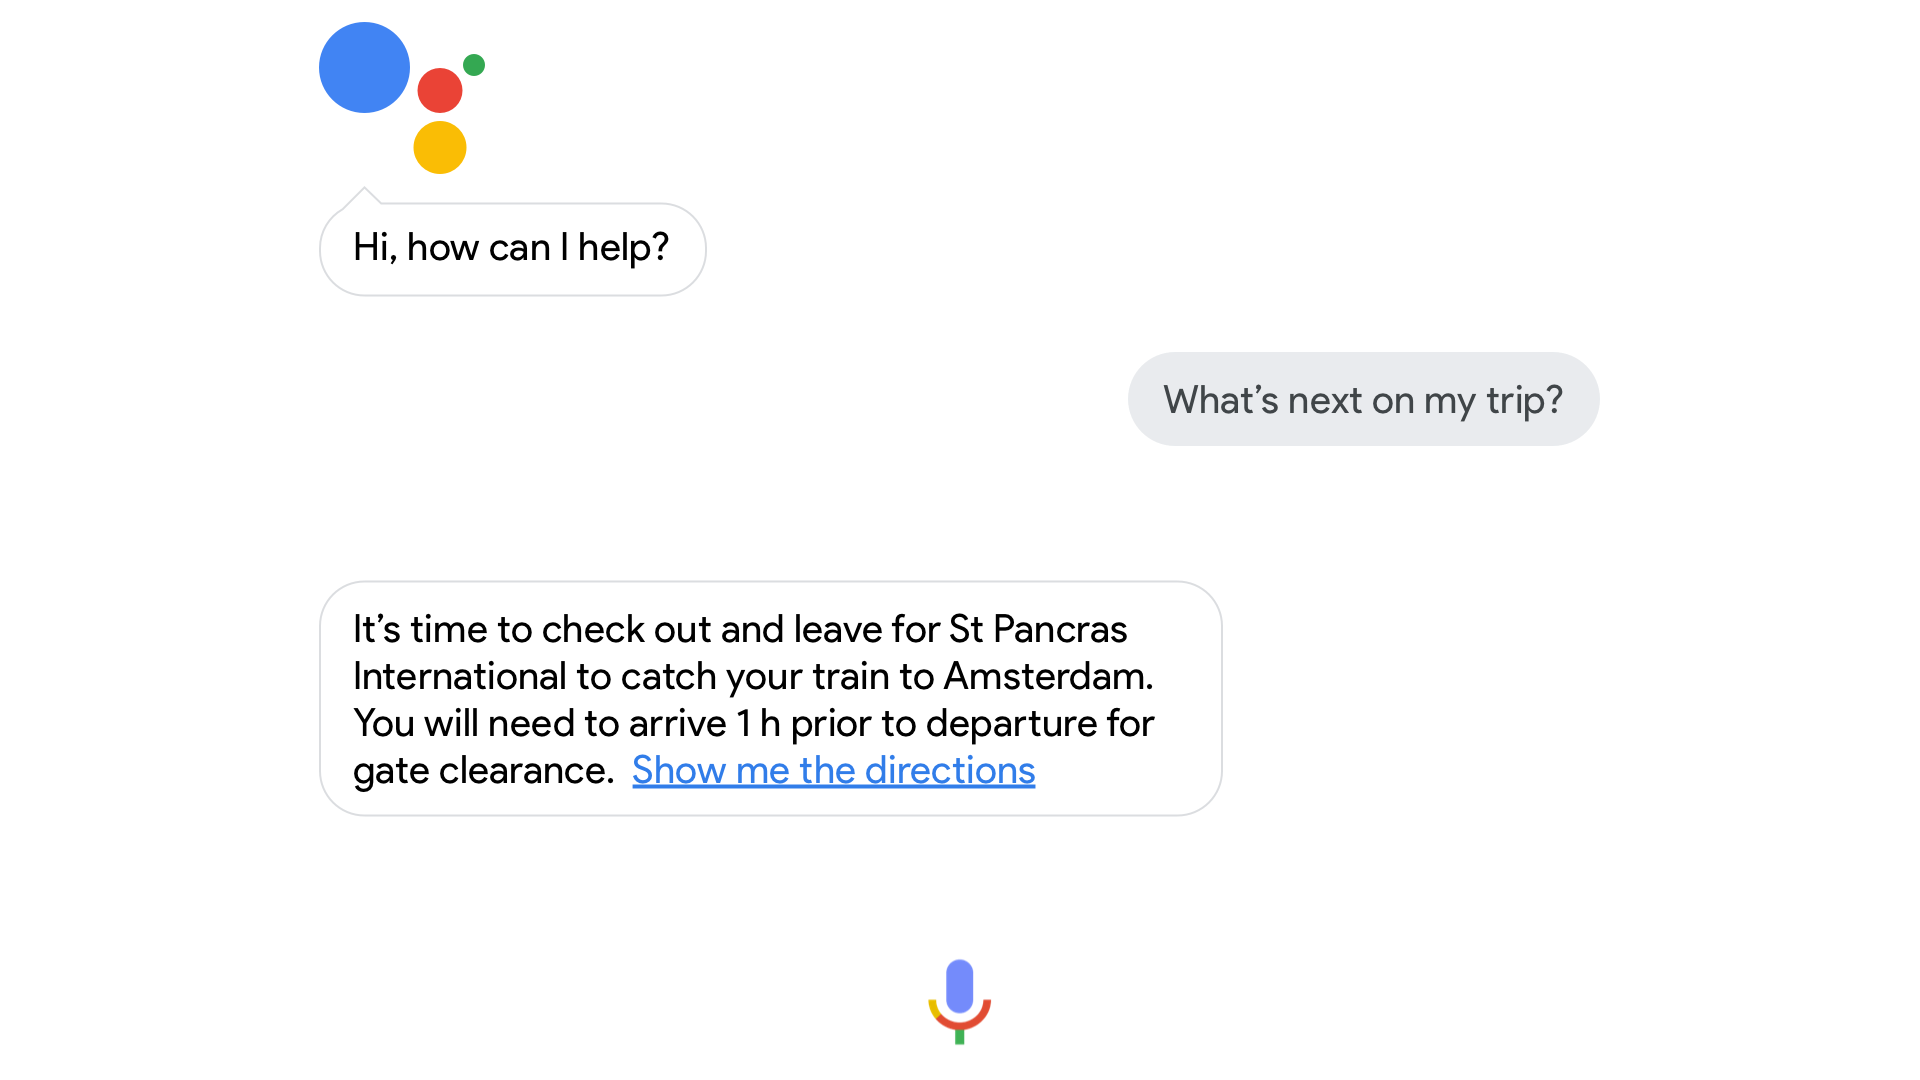 Hi, how can I help?
What’s next on my trip?
It’s time to check out and leave for St Pancras
International to catch your train to Amsterdam.
You will need to arrive 1 h prior to departure for
gate clearance. Show me the directions